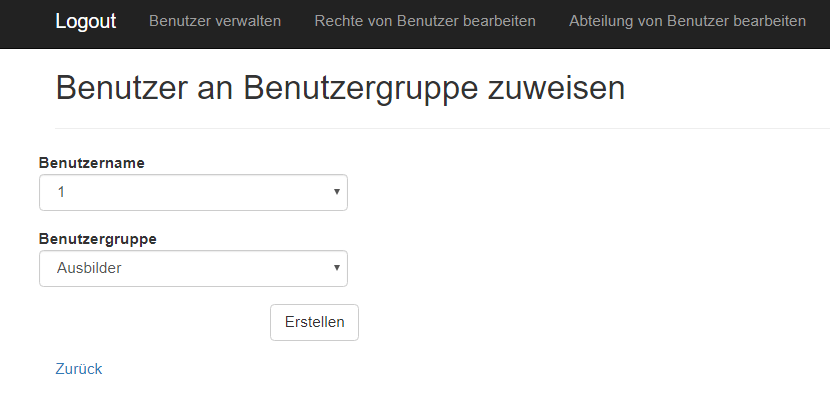 Logout Benutzer verwalten Rechte von Benutzer bearbeiten Abteilung von Benutzer bearbeiten
Benutzer an Benutzergruppe zuweisen
Benutzername
1
Benutzergruppe
Ausbilder
Erstellen
Zurück